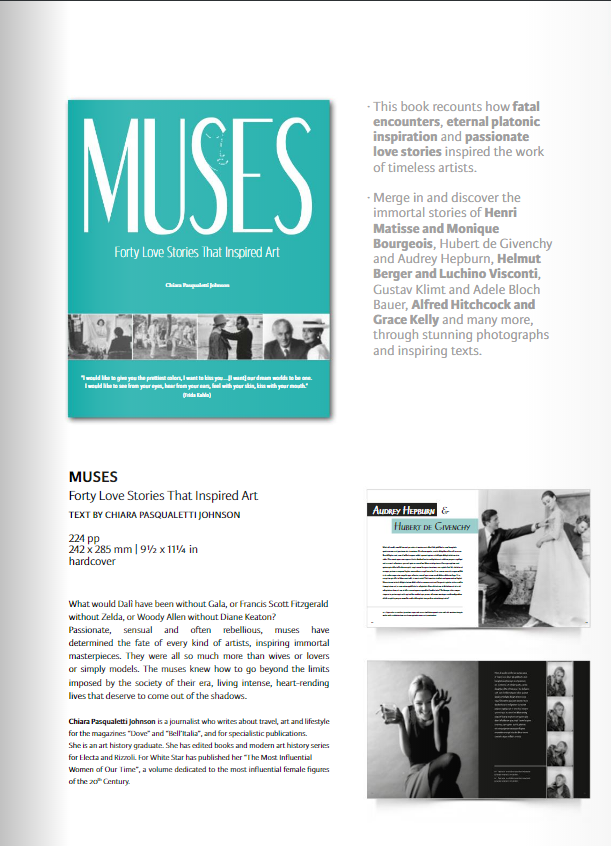 MUSES
Forty Love Stories That Inspired Art
Chiara Pasqualetti Johnson
"I would like to give you the prettiest colors, I want to kiss you...[I want] our dream worlds to be one.
I would like to see from your eyes, hear from your ears, feel with your skin, kiss with your mouth."
(Frida Kahlo)
· This book recounts how fatal
encounters, eternal platonic
inspiration and passionate
love stories inspired the work
of timeless artists.
· Merge in and discover the
immortal stories of Henri
Matisse and Monique
Bourgeois, Hubert de Givenchy
and Audrey Hepburn, Helmut
Berger and Luchino Visconti,
Gustav Klimt and Adele Bloch
Bauer, Alfred Hitchcock and
Grace Kelly and many more,
through stunning photographs
and inspiring texts.
MUSES
Forty Love Stories That Inspired Art
TEXT BY CHIARA PASQUALETTI JOHNSON
224 pp
242 x 285 mm | 9½ x 11¼ in
hardcover
What would Dalì have been without Gala, or Francis Scott Fitzgerald
without Zelda, or Woody Allen without Diane Keaton?
Passionate, sensual and often rebellious, muses have
determined the fate of every kind of artists, inspiring immortal
masterpieces. They were all so much more than wives or lovers
or simply models. The muses knew how to go beyond the limits
imposed by the society of their era, living intense, heart-rending
lives that deserve to come out of the shadows.
Chiara Pasqualetti Johnson is a journalist who writes about travel, art and lifestyle
for the magazines "Dove" and "Bell'Italia", and for specialistic publications.
She is an art history graduate. She has edited books and modern art history series
for Electa and Rizzoli. For White Star has published her "The Most Influential
Women of Our Time", a volume dedicated to the most influential female figures
of the 20th Century.
AUDREY HEPBURN &
HUBERT DE GIVENCHY